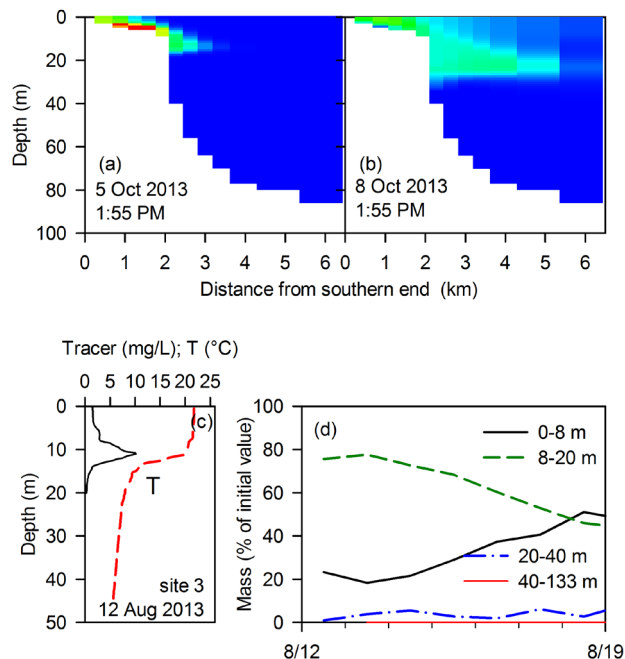 0
20
40
60
80
100
Depth (m)
(a)
5 Oct 2013
1:55 PM
(b)
8 Oct 2013
1:55 PM
0 1 2 3 4 5 6 0 1 2 3 4 5 6
Distance from southern end (km)
Tracer (mg/L); T (°C)
0 5 10 15 20 25
0
10
20
30
40
50
Depth (m)
(c)
T
site 3
12 Aug 2013
100
80
60
40
20
0
Mass (% of initial value)
(d)
0-8 m
8-20 m
20-40 m
40-133 m
8/12 8/19